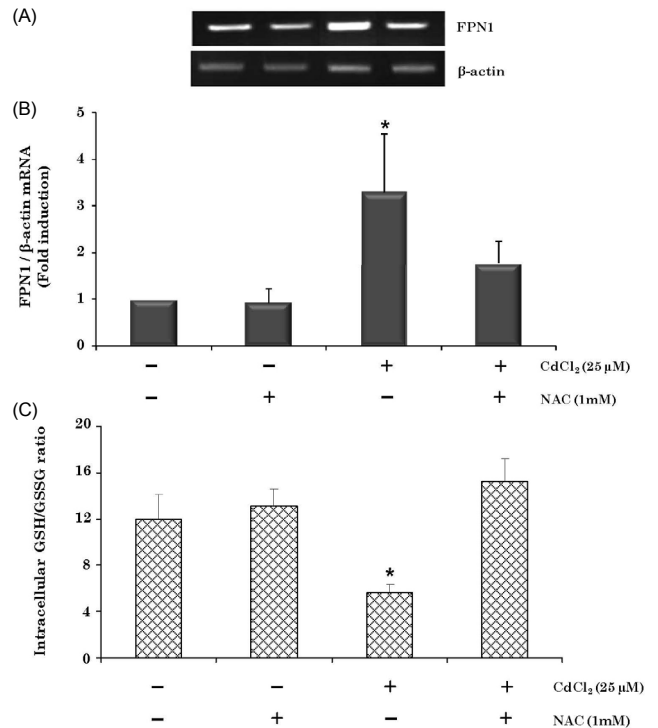 (A)
FPN1
β-actin
(B)
FPN1 / β-actin mRNA
(Fold induction)
5
4
3
2
1
0
*
− − + + CdCl₂ (25 μM)
− + − + NAC (1mM)
(C)
Intracellular GSH/GSSG ratio
16
12
8
4
0
*
− − + + CdCl₂ (25 μM)
− + − + NAC (1mM)